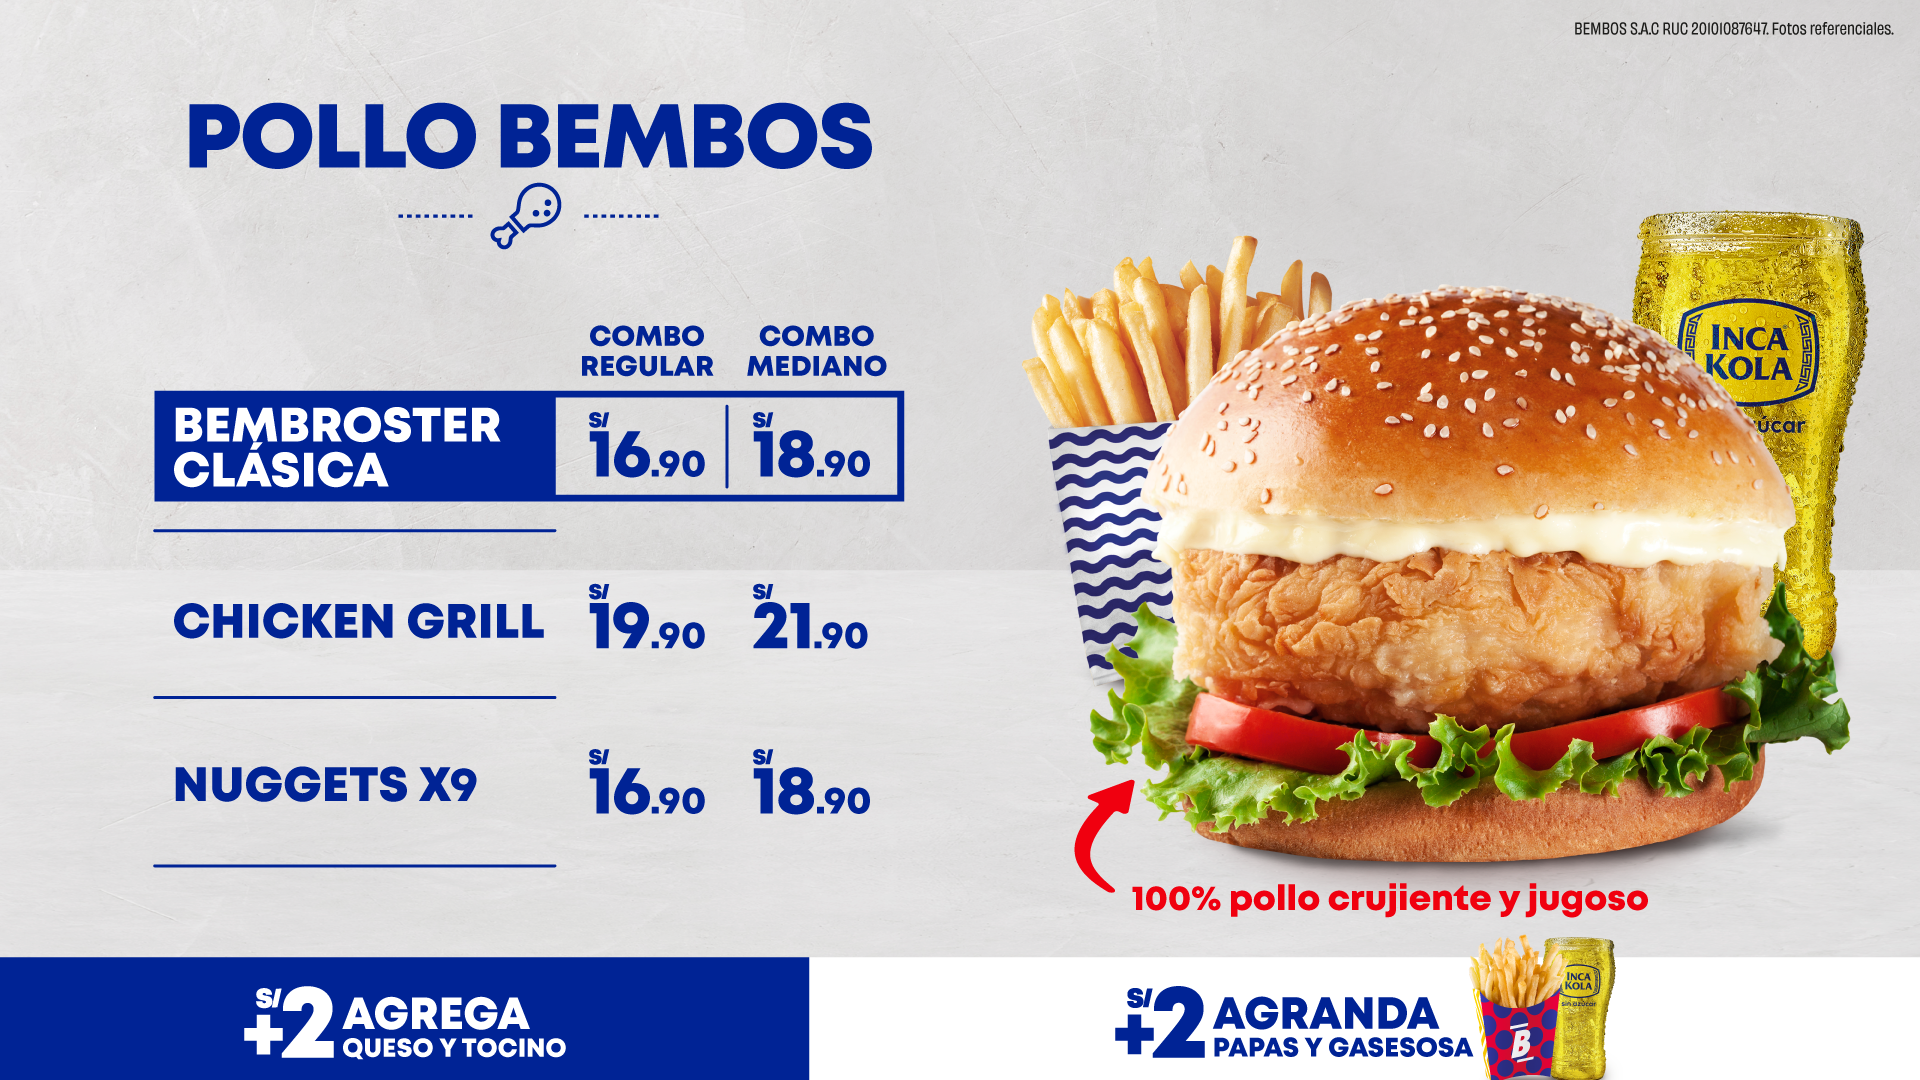 BEMBOS S.A.C RUC 20101087647. Fotos referenciales.
POLLO BEMBOS
COMBO REGULAR
COMBO MEDIANO
BEMBROSTER
CLÁSICA
S/ 16.90
S/ 18.90
CHICKEN GRILL
S/ 19.90
S/ 21.90
NUGGETS X9
S/ 16.90
S/ 18.90
INCA
KOLA
100% pollo crujiente y jugoso
S/ +2 AGREGA
QUESO Y TOCINO
S/ +2 AGRANDA
PAPAS Y GASESOSA
B
INCA
KOLA
sin azúcar